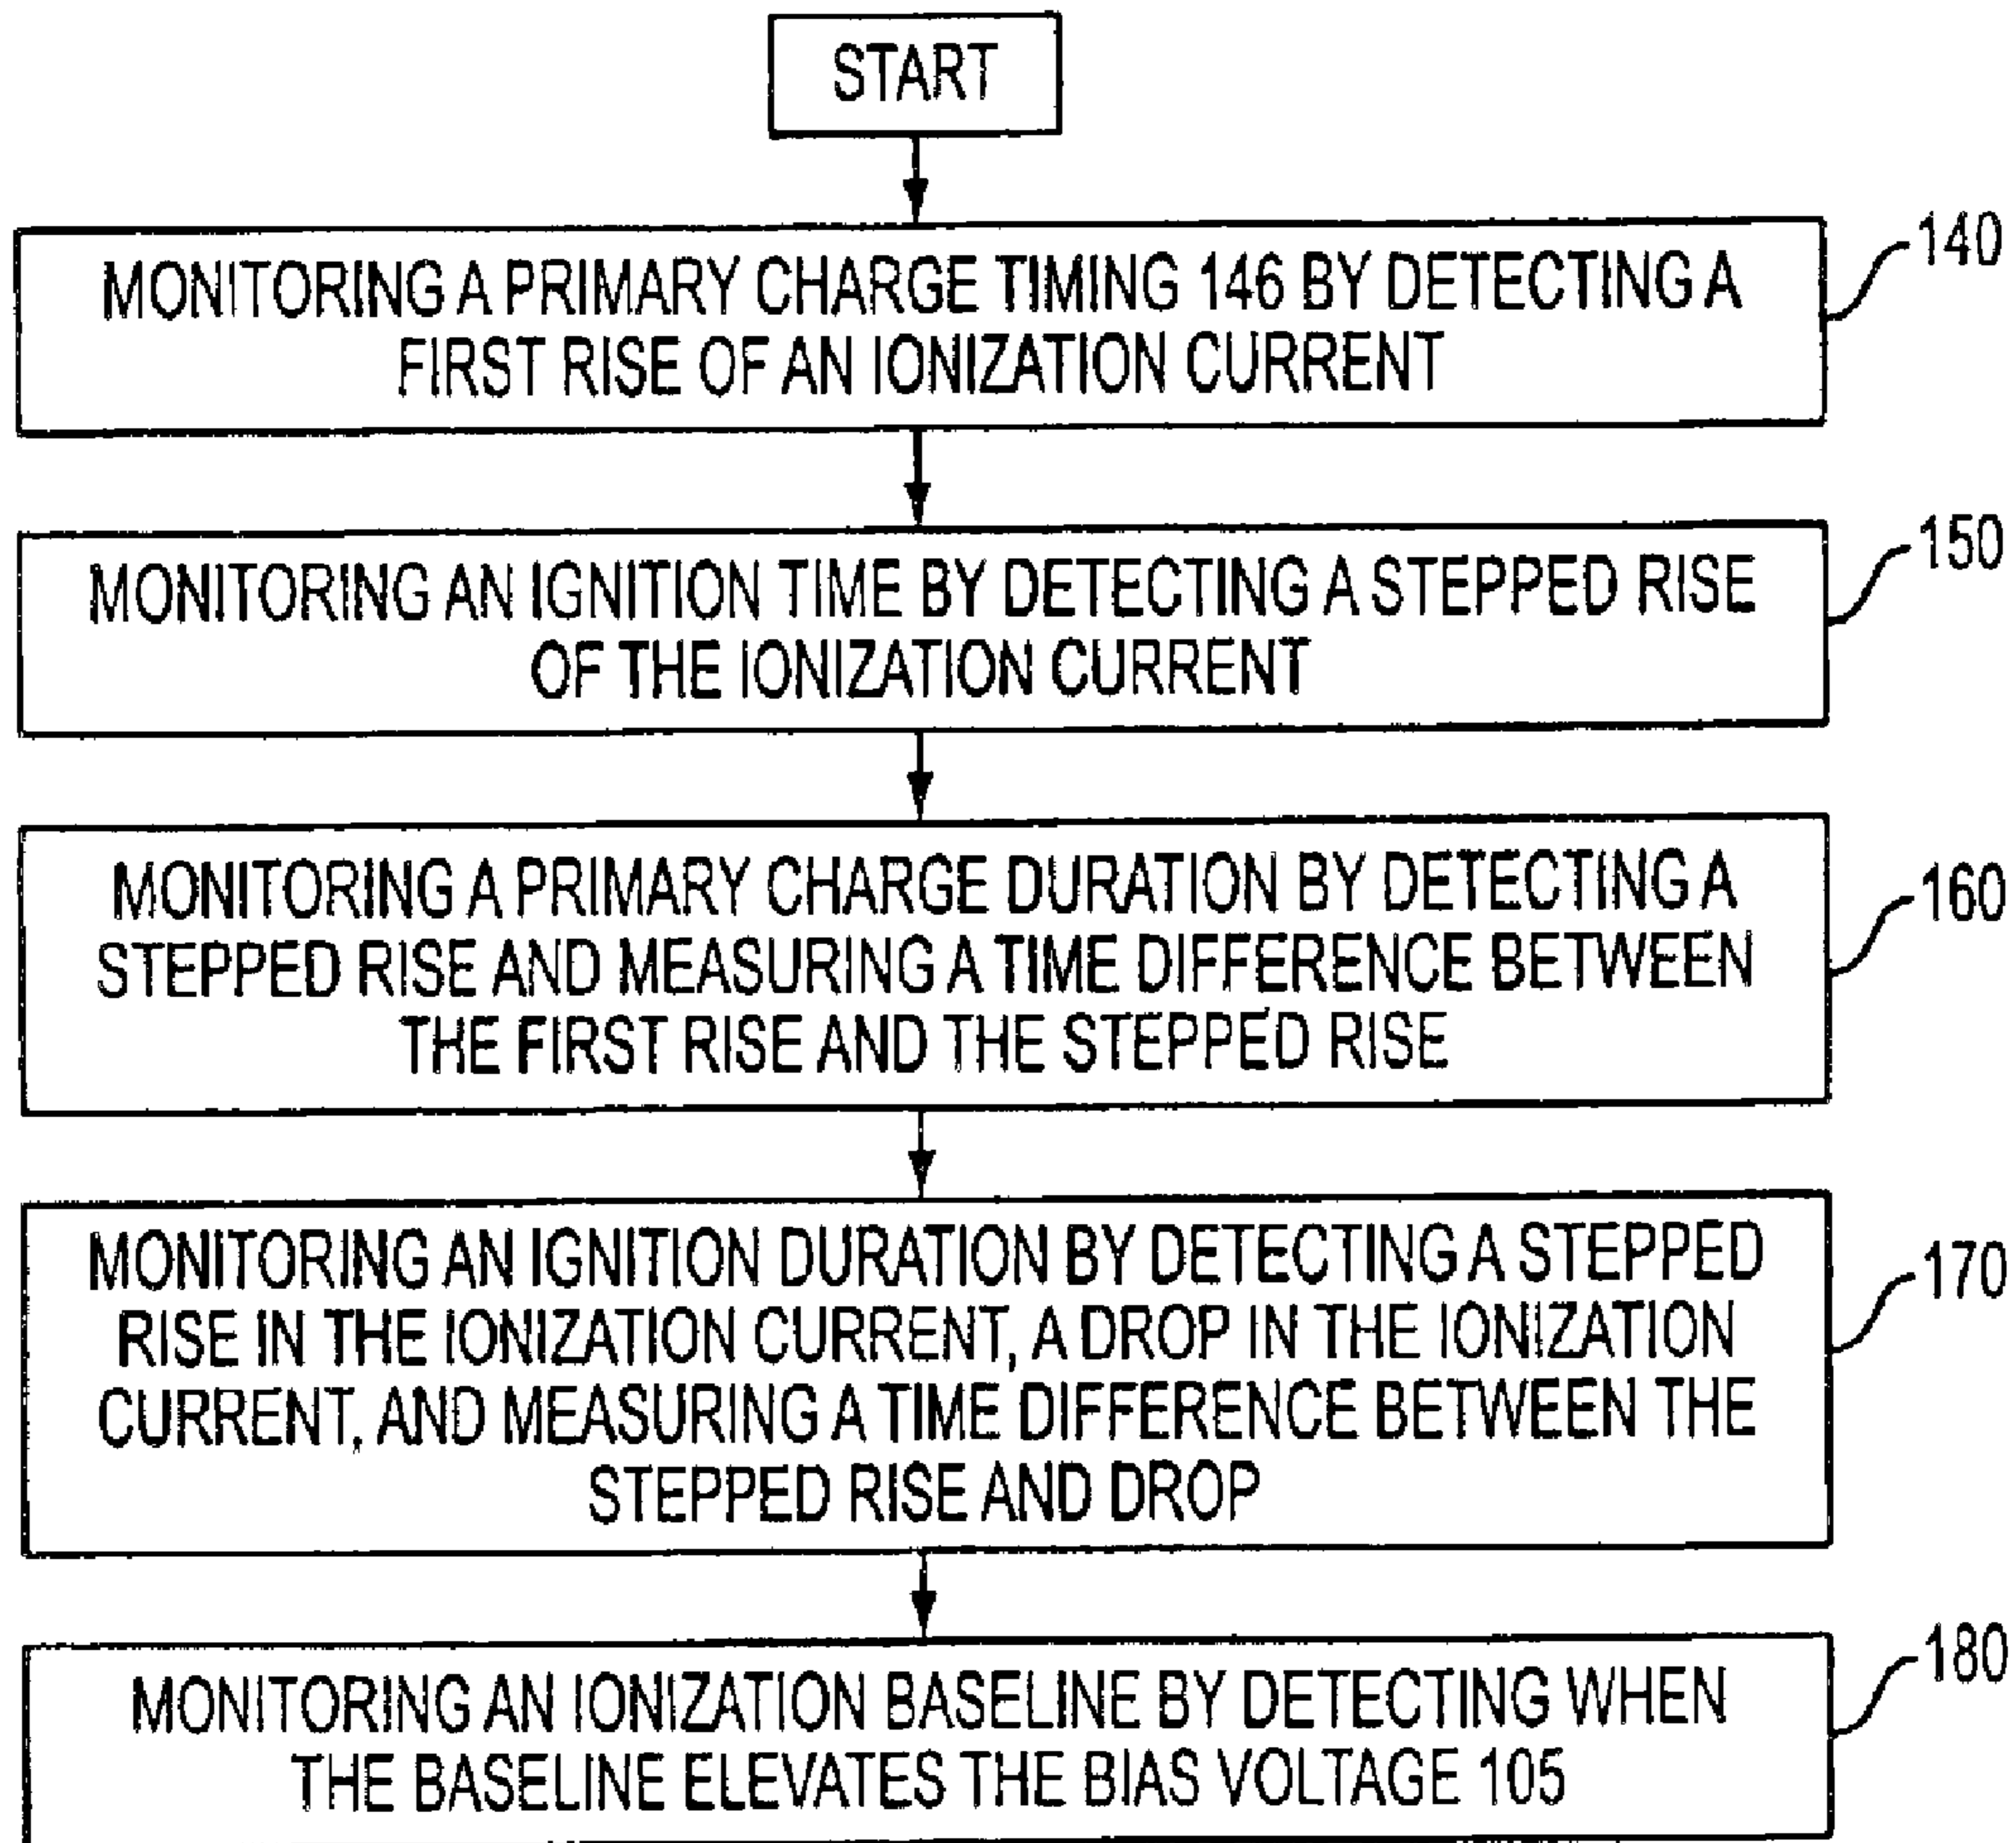 START
140
MONITORING A PRIMARY CHARGE TIMING 146 BY DETECTING A
FIRST RISE OF AN IONIZATION CURRENT
150
MONITORING AN IGNITION TIME BY DETECTING A STEPPED RISE
OF THE IONIZATION CURRENT
160
MONITORING A PRIMARY CHARGE DURATION BY DETECTING A
STEPPED RISE AND MEASURING A TIME DIFFERENCE BETWEEN
THE FIRST RISE AND THE STEPPED RISE
170
MONITORING AN IGNITION DURATION BY DETECTING A STEPPED
RISE IN THE IONIZATION CURRENT, A DROP IN THE IONIZATION
CURRENT, AND MEASURING A TIME DIFFERENCE BETWEEN THE
STEPPED RISE AND DROP
180
MONITORING AN IONIZATION BASELINE BY DETECTING WHEN
THE BASELINE ELEVATES THE BIAS VOLTAGE 105